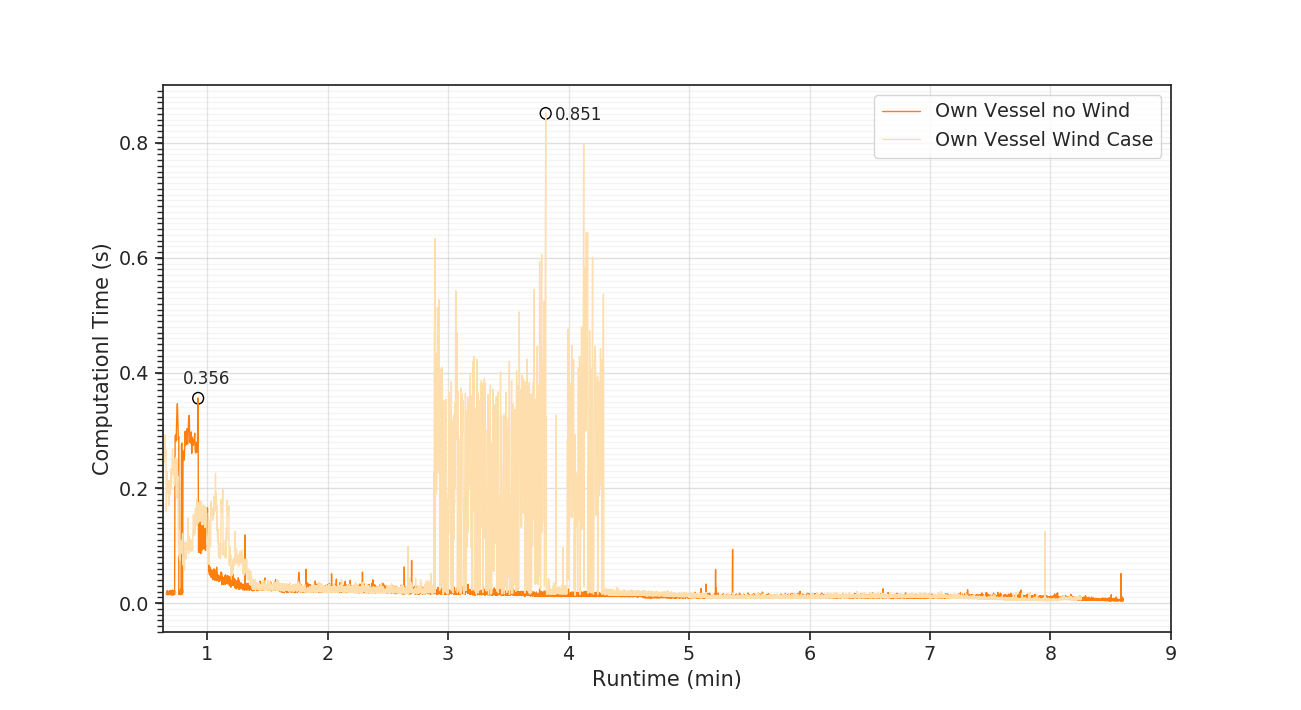 0.851
Own Vessel no Wind
Own Vessel Wind Case
0.8
0.6
0.4
0.2
0.0
ComputationI Time (s)
0.356
1 2 3 4 5 6 7 8 9
Runtime (min)